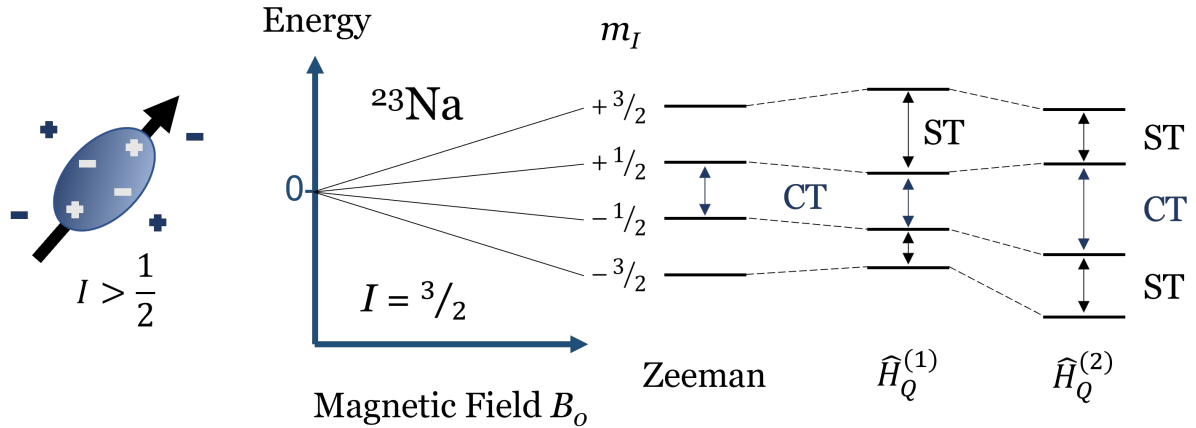 Energy
m_I
²³Na
+ ³/₂
+ ¹/₂
0
− ¹/₂
− ³/₂
I > 1/2
I = ³/₂
CT
ST
ST
CT
ST
Zeeman
Ĥ_Q^(1)
Ĥ_Q^(2)
Magnetic Field B_o